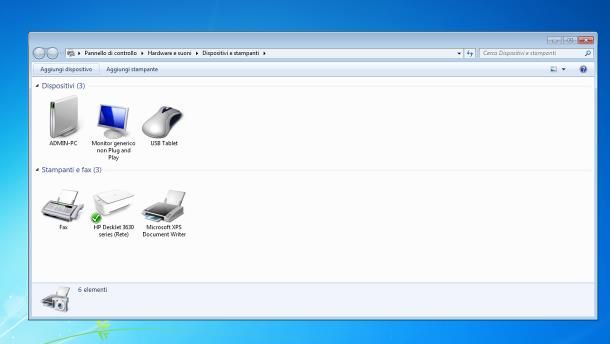 Pannello di controllo ▸ Hardware e suoni ▸ Dispositivi e stampanti ▸
Cerca Dispositivi e stampanti
Aggiungi dispositivo Aggiungi stampante
Dispositivi (3)
ADMIN-PC
Monitor generico
non Plug and
Play
USB Tablet
Stampanti e fax (3)
Fax
HP DeskJet 3630
series (Rete)
Microsoft XPS
Document Writer
6 elementi